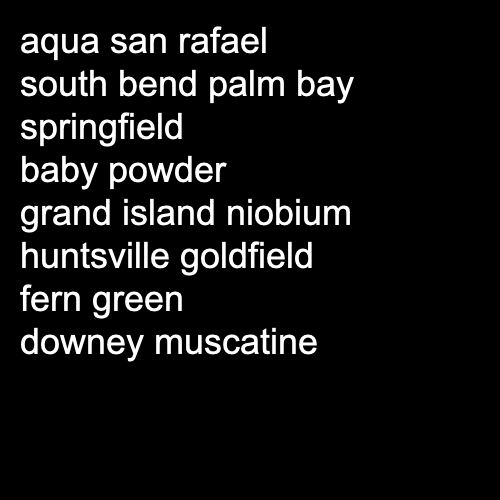 aqua san rafael
south bend palm bay
springfield
baby powder
grand island niobium
huntsville goldfield
fern green
downey muscatine